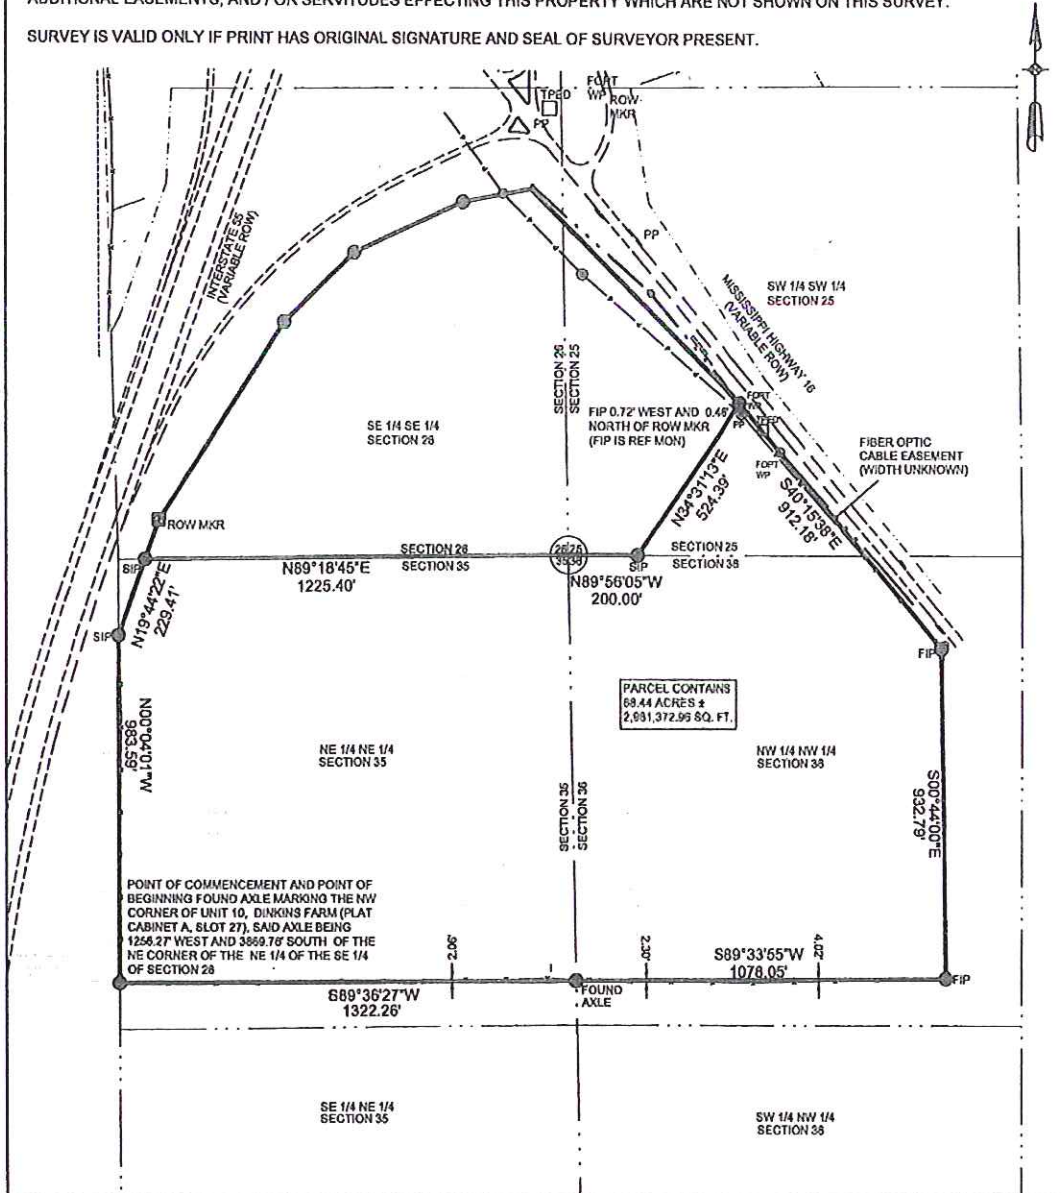 ADDITIONAL EASEMENTS, AND / OR SERVITUDES EFFECTING THIS PROPERTY WHICH ARE NOT SHOWN ON THIS SURVEY.
SURVEY IS VALID ONLY IF PRINT HAS ORIGINAL SIGNATURE AND SEAL OF SURVEYOR PRESENT.
FOPT
WP
TPED
ROW
MKR
PP
INTERSTATE 55
(VARIABLE ROW)
PP
SW 1/4 SW 1/4
SECTION 25
MISSISSIPPI HIGHWAY 16
(VARIABLE ROW)
SECTION 26
SECTION 25
SE 1/4 SE 1/4
SECTION 26
FIP 0.72' WEST AND 0.46'
NORTH OF ROW MKR
(FIP IS REF MON)
FOPT
WP
PP
TPED
FOPT
WP
FIBER OPTIC
CABLE EASEMENT
(WIDTH UNKNOWN)
N34°31'13"E
524.39'
S40°15'38"E
912.18'
ROW MKR
SIP
SECTION 26
SECTION 35
26 25
35 36
SIP
SECTION 25
SECTION 36
N89°18'45"E
1225.40'
N89°56'05"W
200.00'
N19°44'22"E
229.41'
SIP
FIP
PARCEL CONTAINS
68.44 ACRES ±
2,981,372.96 SQ. FT.
N00°04'01"W
983.59'
NE 1/4 NE 1/4
SECTION 35
NW 1/4 NW 1/4
SECTION 36
SECTION 35
SECTION 36
S00°44'00"E
932.79'
POINT OF COMMENCEMENT AND POINT OF
BEGINNING FOUND AXLE MARKING THE NW
CORNER OF UNIT 10, DINKINS FARM (PLAT
CABINET A, SLOT 27), SAID AXLE BEING
1256.27' WEST AND 3869.76' SOUTH OF THE
NE CORNER OF THE NE 1/4 OF THE SE 1/4
OF SECTION 26
2.06'
2.30'
4.02'
S89°33'55"W
1078.05'
S89°36'27"W
1322.26'
FOUND
AXLE
FIP
SE 1/4 NE 1/4
SECTION 35
SW 1/4 NW 1/4
SECTION 36